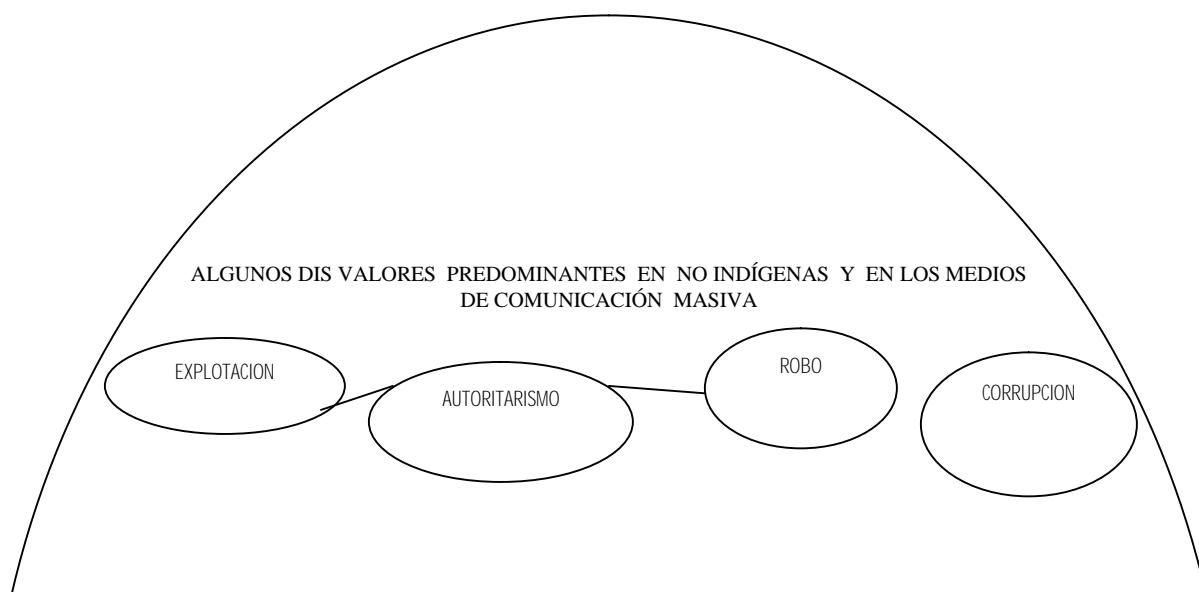 ALGUNOS DIS VALORES PREDOMINANTES EN NO INDÍGENAS Y EN LOS MEDIOS
DE COMUNICACIÓN MASIVA
EXPLOTACION
AUTORITARISMO
ROBO
CORRUPCION